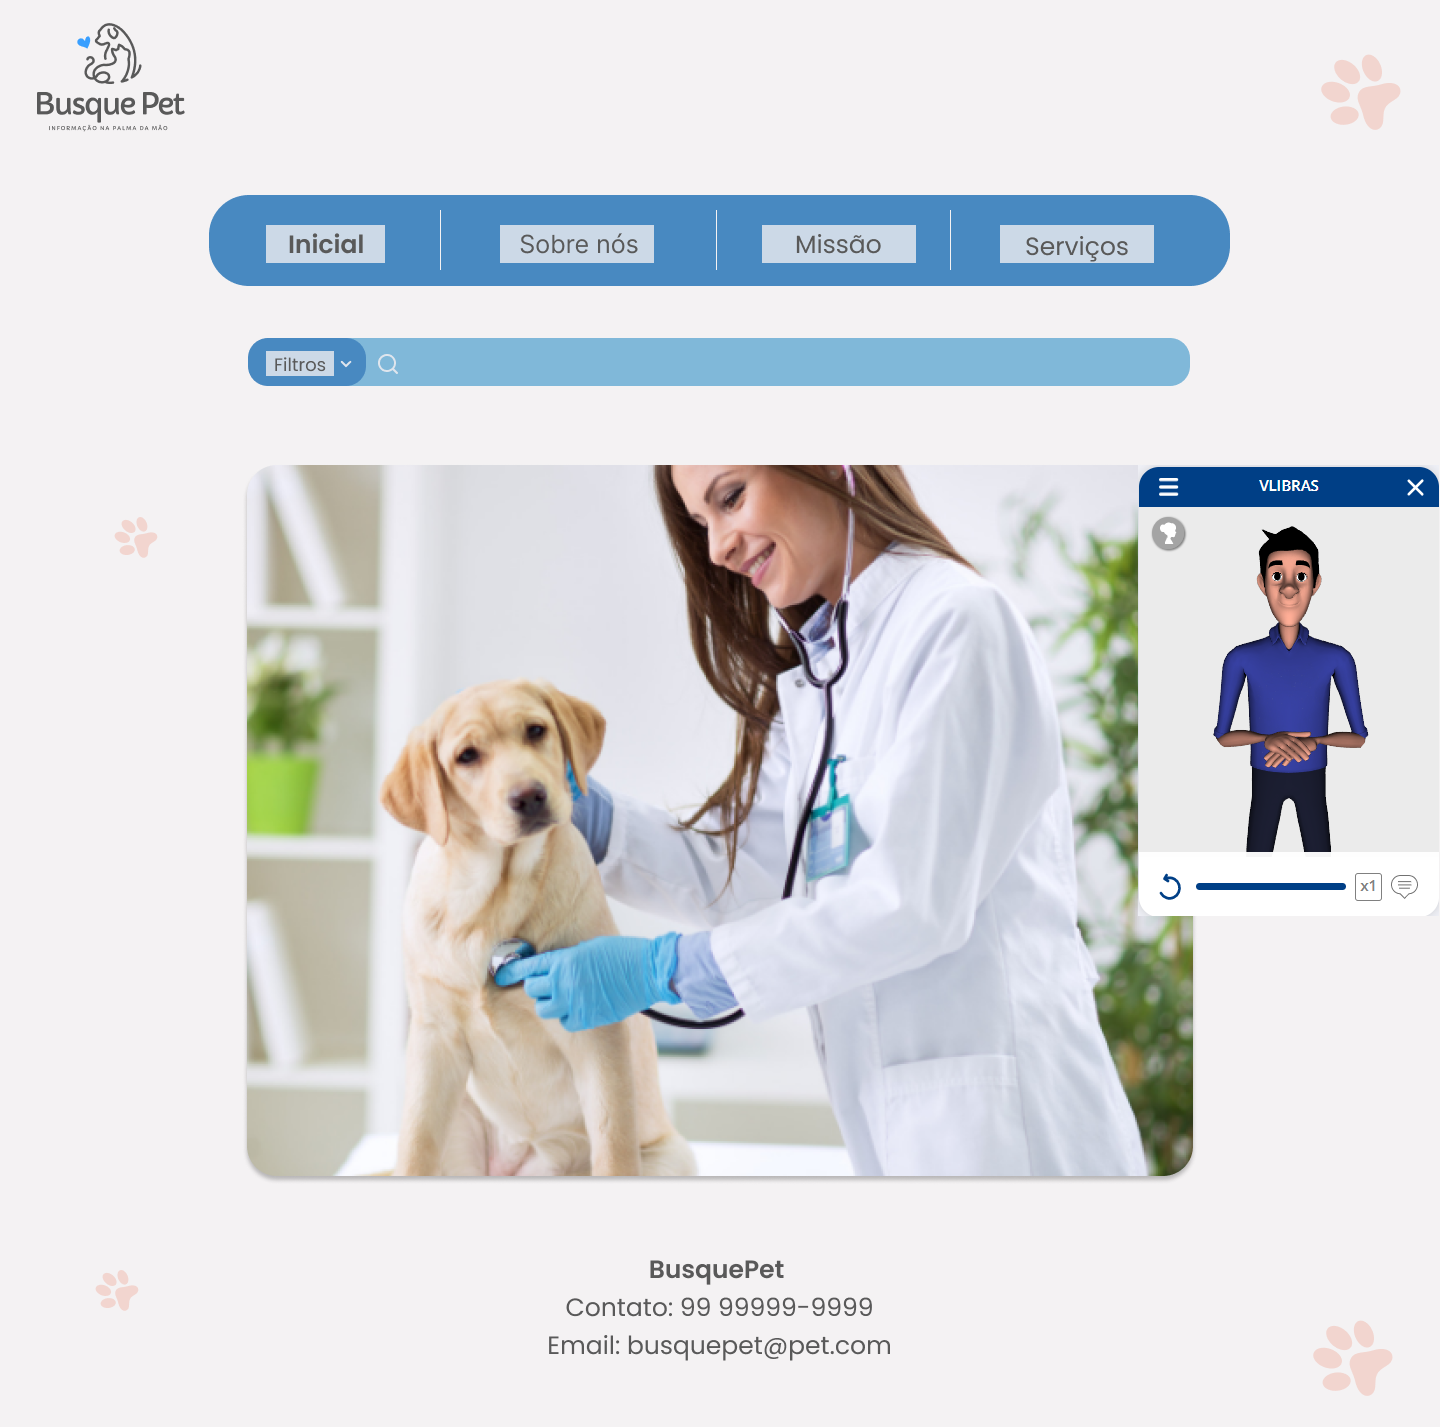 Busque Pet
INFORMAÇÃO NA PALMA DA MÃO
Inicial
Sobre nós
Missão
Serviços
Filtros
VLIBRAS
x1
BusquePet
Contato: 99 99999-9999
Email: busquepet@pet.com